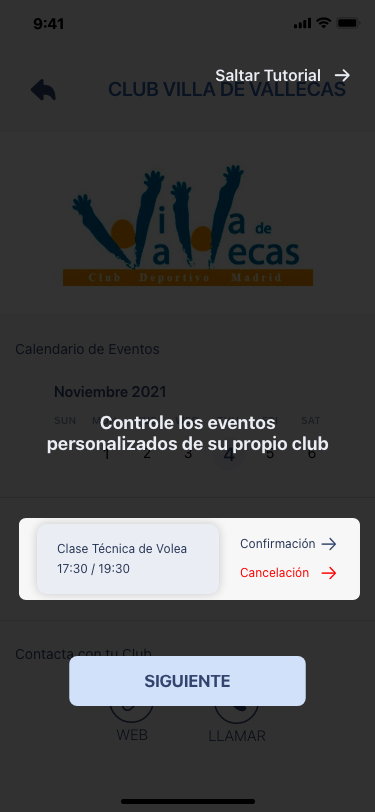 9:41
Saltar Tutorial
CLUB VILLA DE VALLECAS
Villa de
Vallecas
Club Deportivo Madrid
Calendario de Eventos
Noviembre 2021
SUN
SAT
Controle los eventos
personalizados de su propio club
1 2 3 4 5 6
Clase Técnica de Volea
17:30 / 19:30
Confirmación
Cancelación
Contacta con tu Club
SIGUIENTE
WEB
LLAMAR